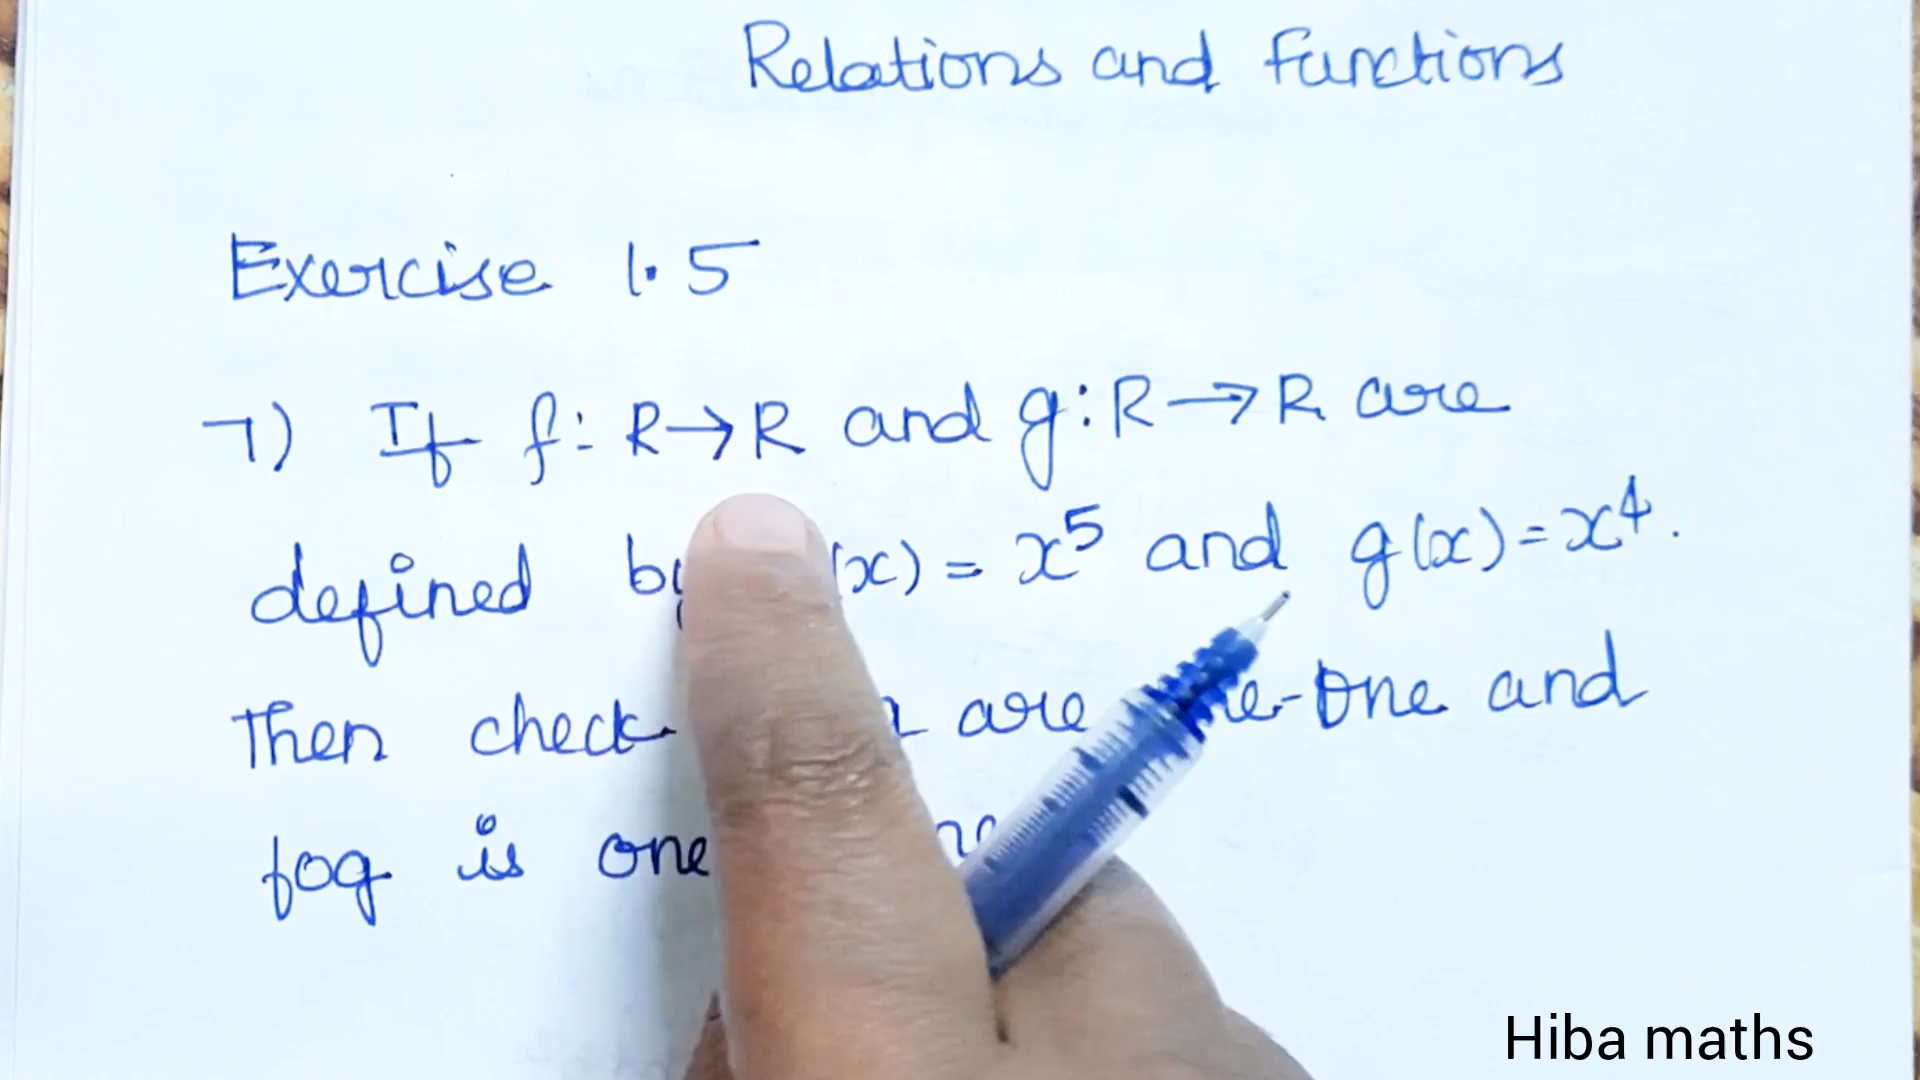 Relations and Functions
Exercise 1.5
7) If f: R→R and g: R→R are
defined (x) = x⁵ and g(x) = x⁴.
Then check are -One and
fog is one
Hiba maths